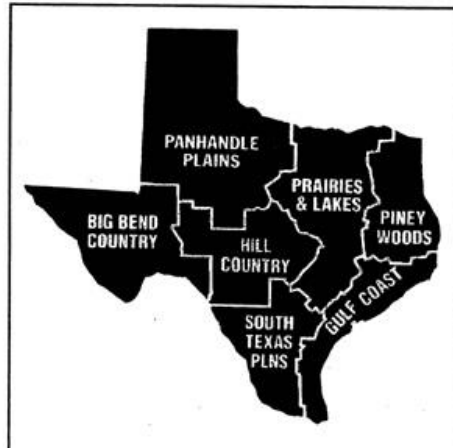 PANHANDLE
PLAINS
PRAIRIES
& LAKES
PINEY
WOODS
BIG BEND
COUNTRY
HILL
COUNTRY
GULF COAST
SOUTH
TEXAS
PLNS